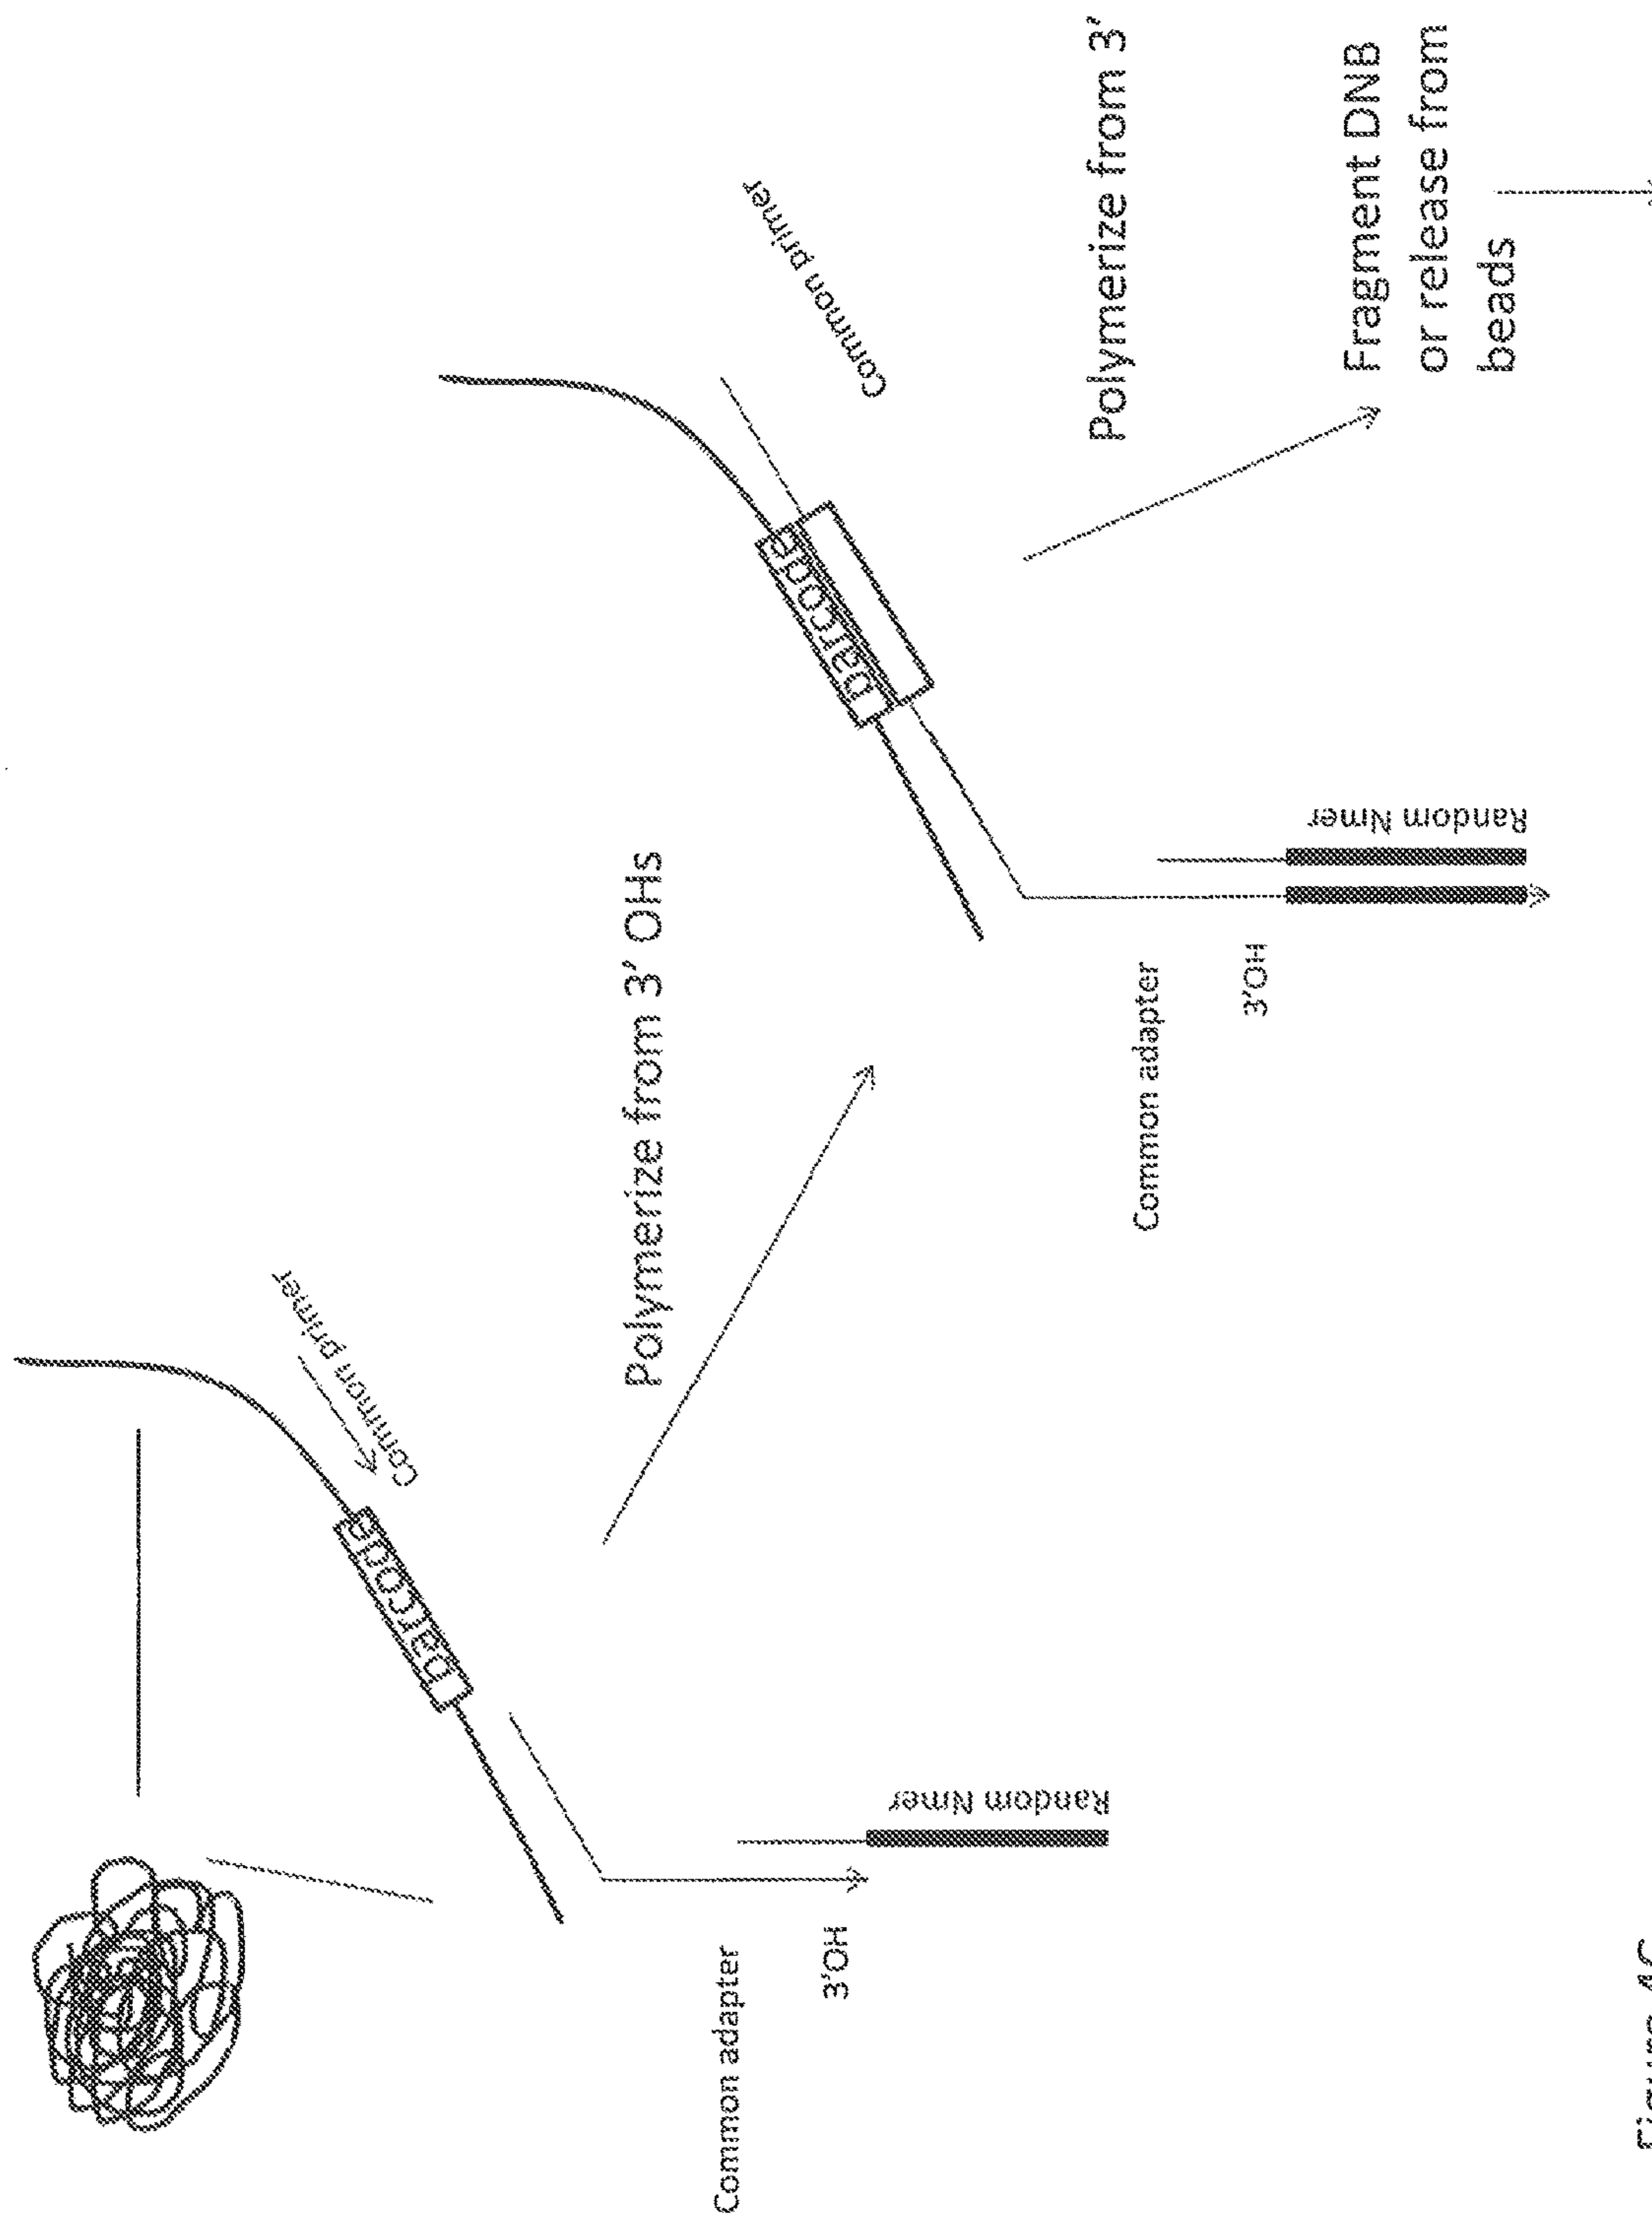 Common primer
barcode
Polymerize from 3' OHs
Random Nmer
3'OH
Common adapter
Common primer
barcode
Polymerize from 3'
Random Nmer
3'OH
Common adapter
Fragment DNB
or release from
beads